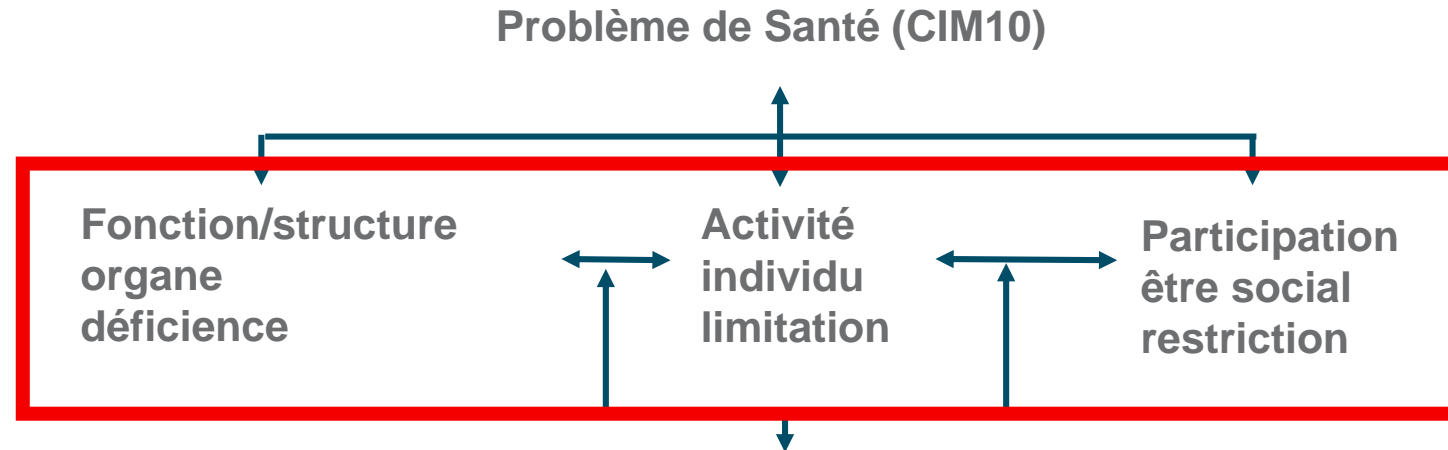 Problème de Santé (CIM10)
Fonction/structure
organe
déficience
Activité
individu
limitation
Participation
être social
restriction